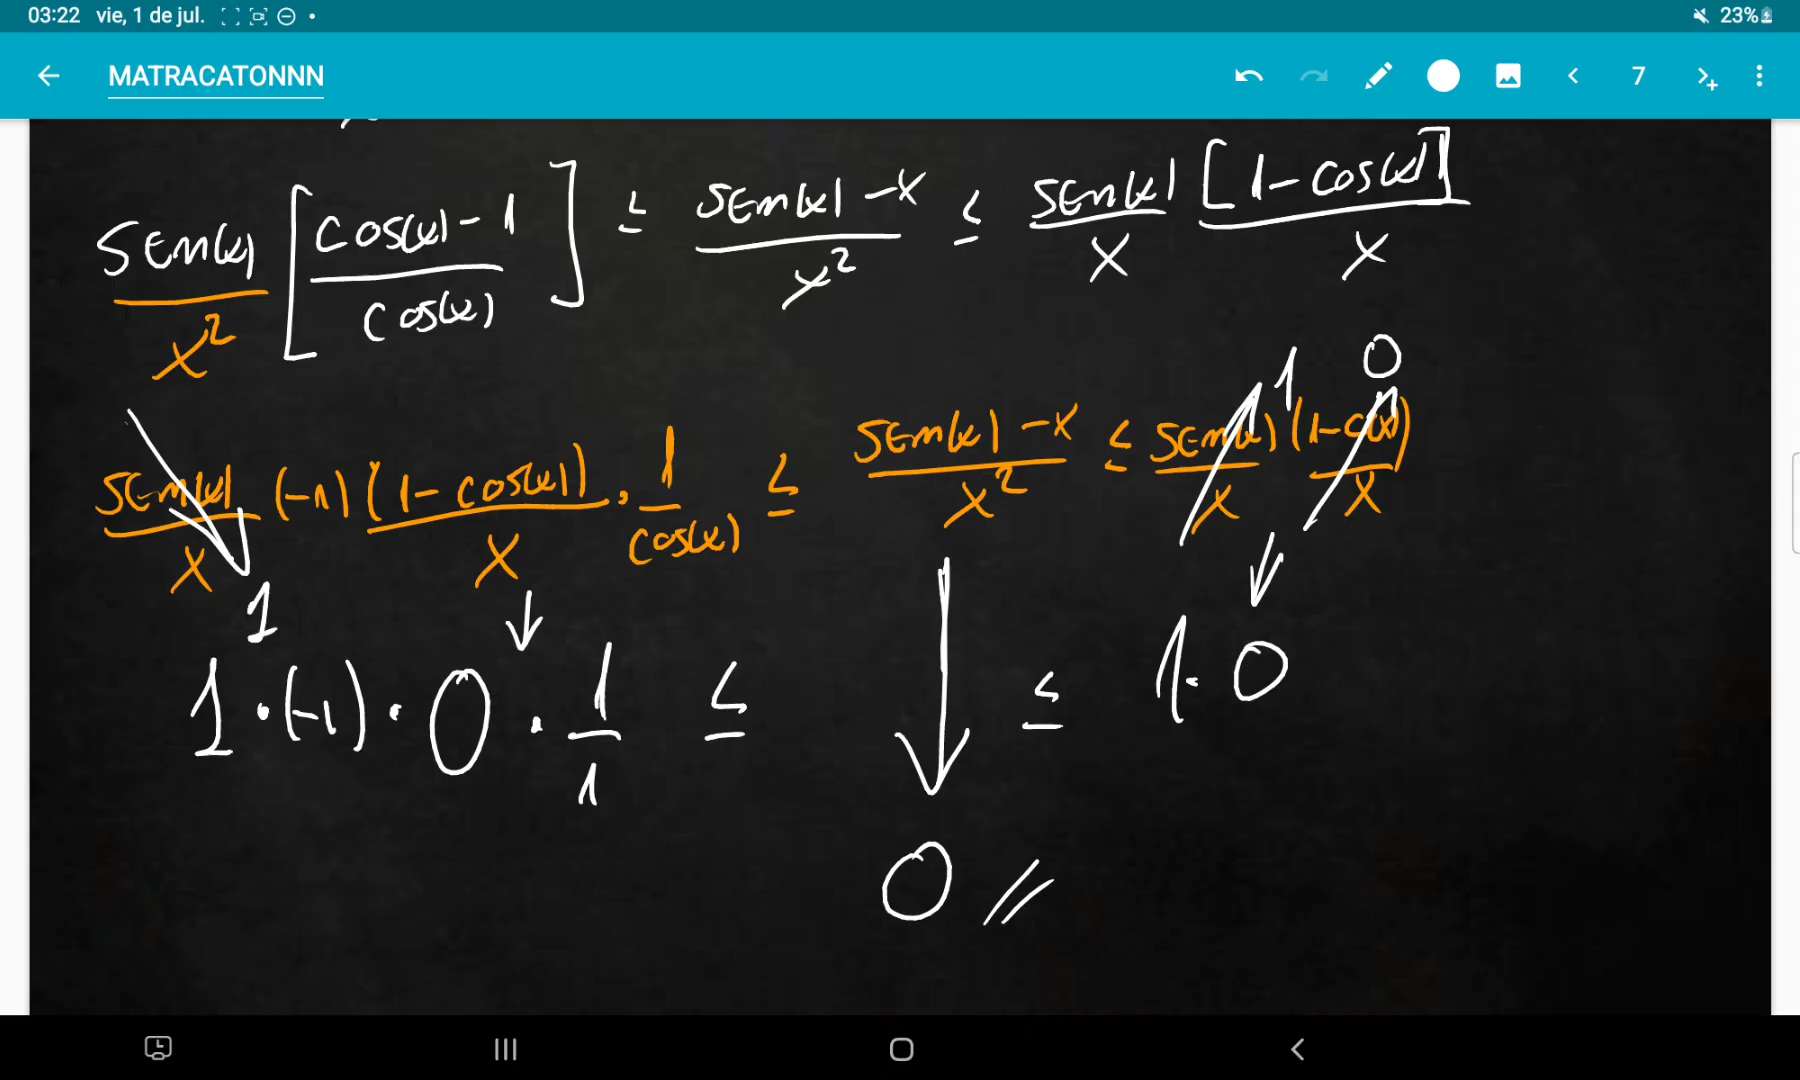 03:22 vie, 1 de jul. 23%
MATRACATONNN 7
sen(x)/x² [ (cos(x) - 1)/cos(x) ] ≤ (sen(x) - x)/x² ≤ sen(x)/x [1 - cos(x)]/x
1 0
sen(x)/x (-1) (1 - cos(x))/x · 1/cos(x) ≤ (sen(x) - x)/x² ≤ sen(x)/x (1 - c(x))/x
1
1 · (-1) · 0 · 1/1 ≤ ≤ 1 · 0
0 //